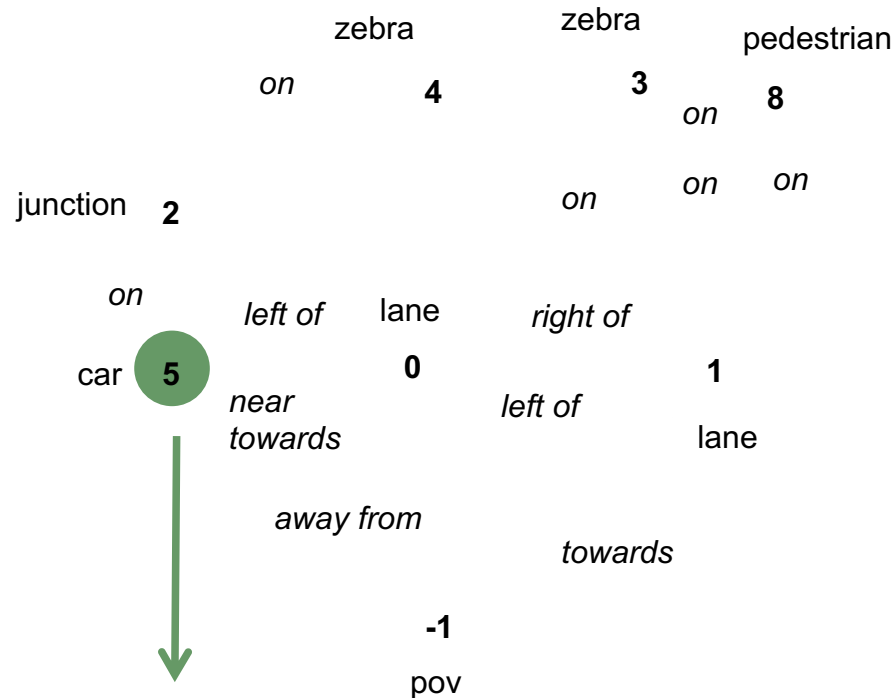 zebra
zebra
pedestrian
on
4
3
8
on
on
on
on
junction
2
on
left of
lane
right of
car
5
0
1
near
towards
left of
lane
away from
towards
-1
pov